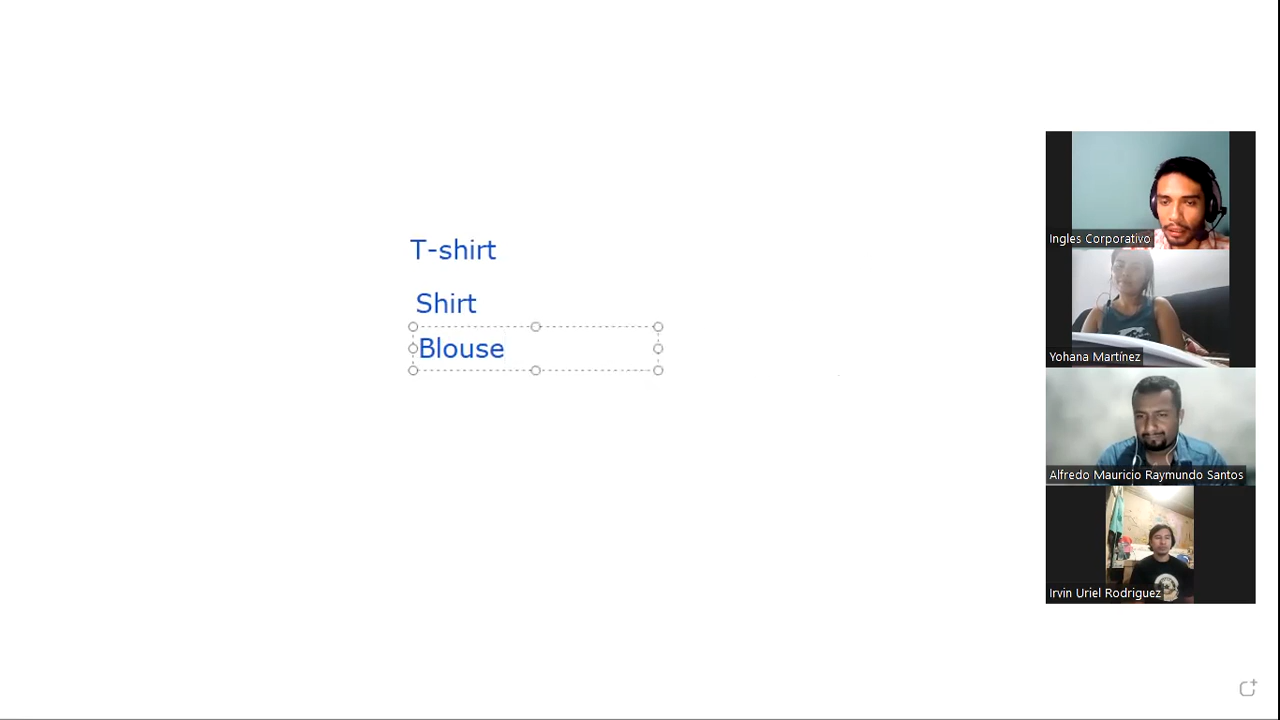 T-shirt
Shirt
Blouse
Ingles Corporativo
Yohana Martínez
Alfredo Mauricio Raymundo Santos
Irvin Uriel Rodriguez